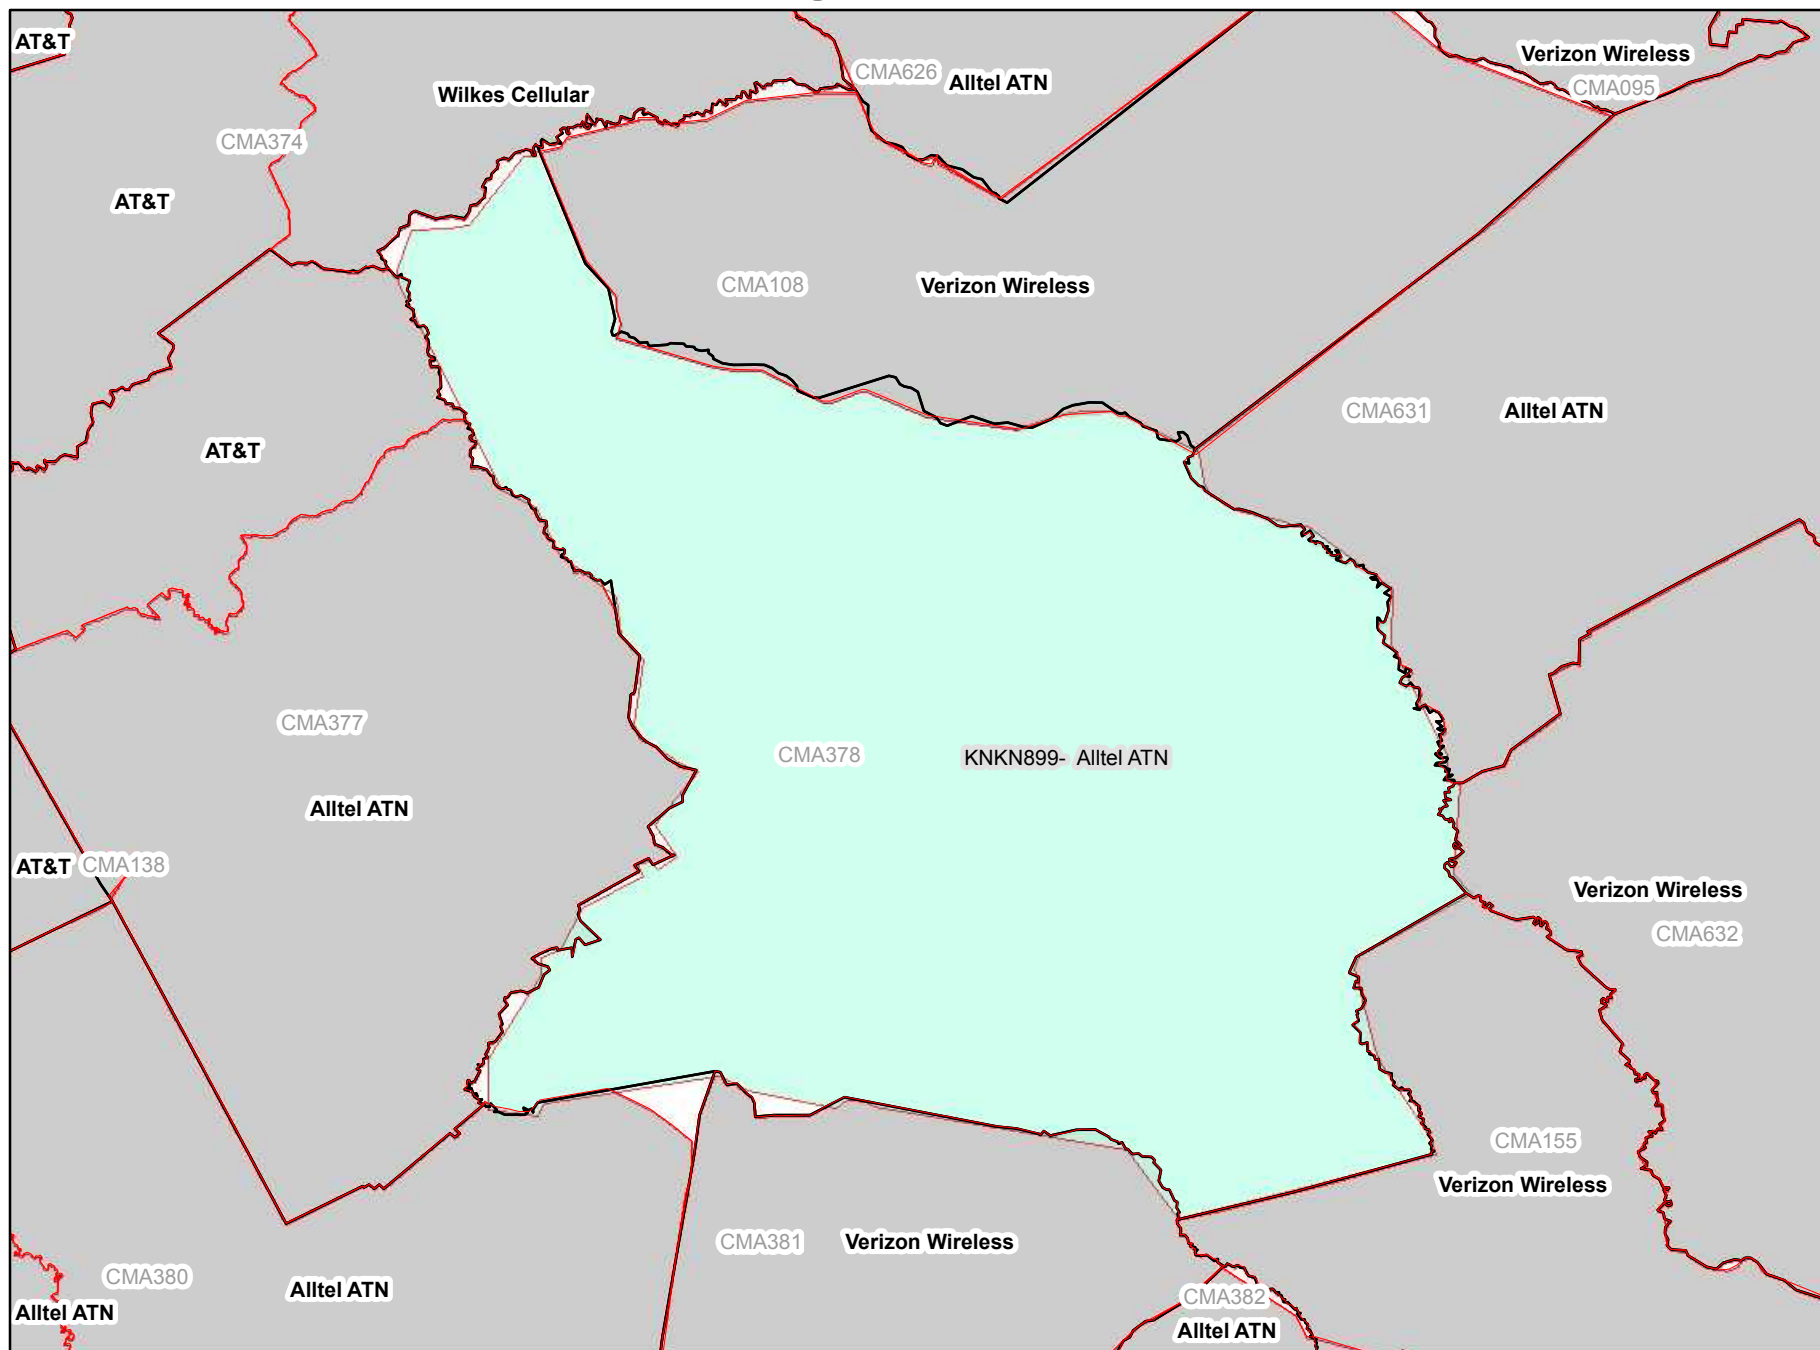 AT&T
Verizon Wireless
CMA626
Alltel ATN
CMA095
Wilkes Cellular
CMA374
AT&T
CMA108
Verizon Wireless
CMA631
Alltel ATN
AT&T
CMA377
CMA378
KNKN899- Alltel ATN
Alltel ATN
AT&T
CMA138
Verizon Wireless
CMA632
CMA155
Verizon Wireless
CMA381
Verizon Wireless
CMA380
Alltel ATN
CMA382
Alltel ATN
Alltel ATN